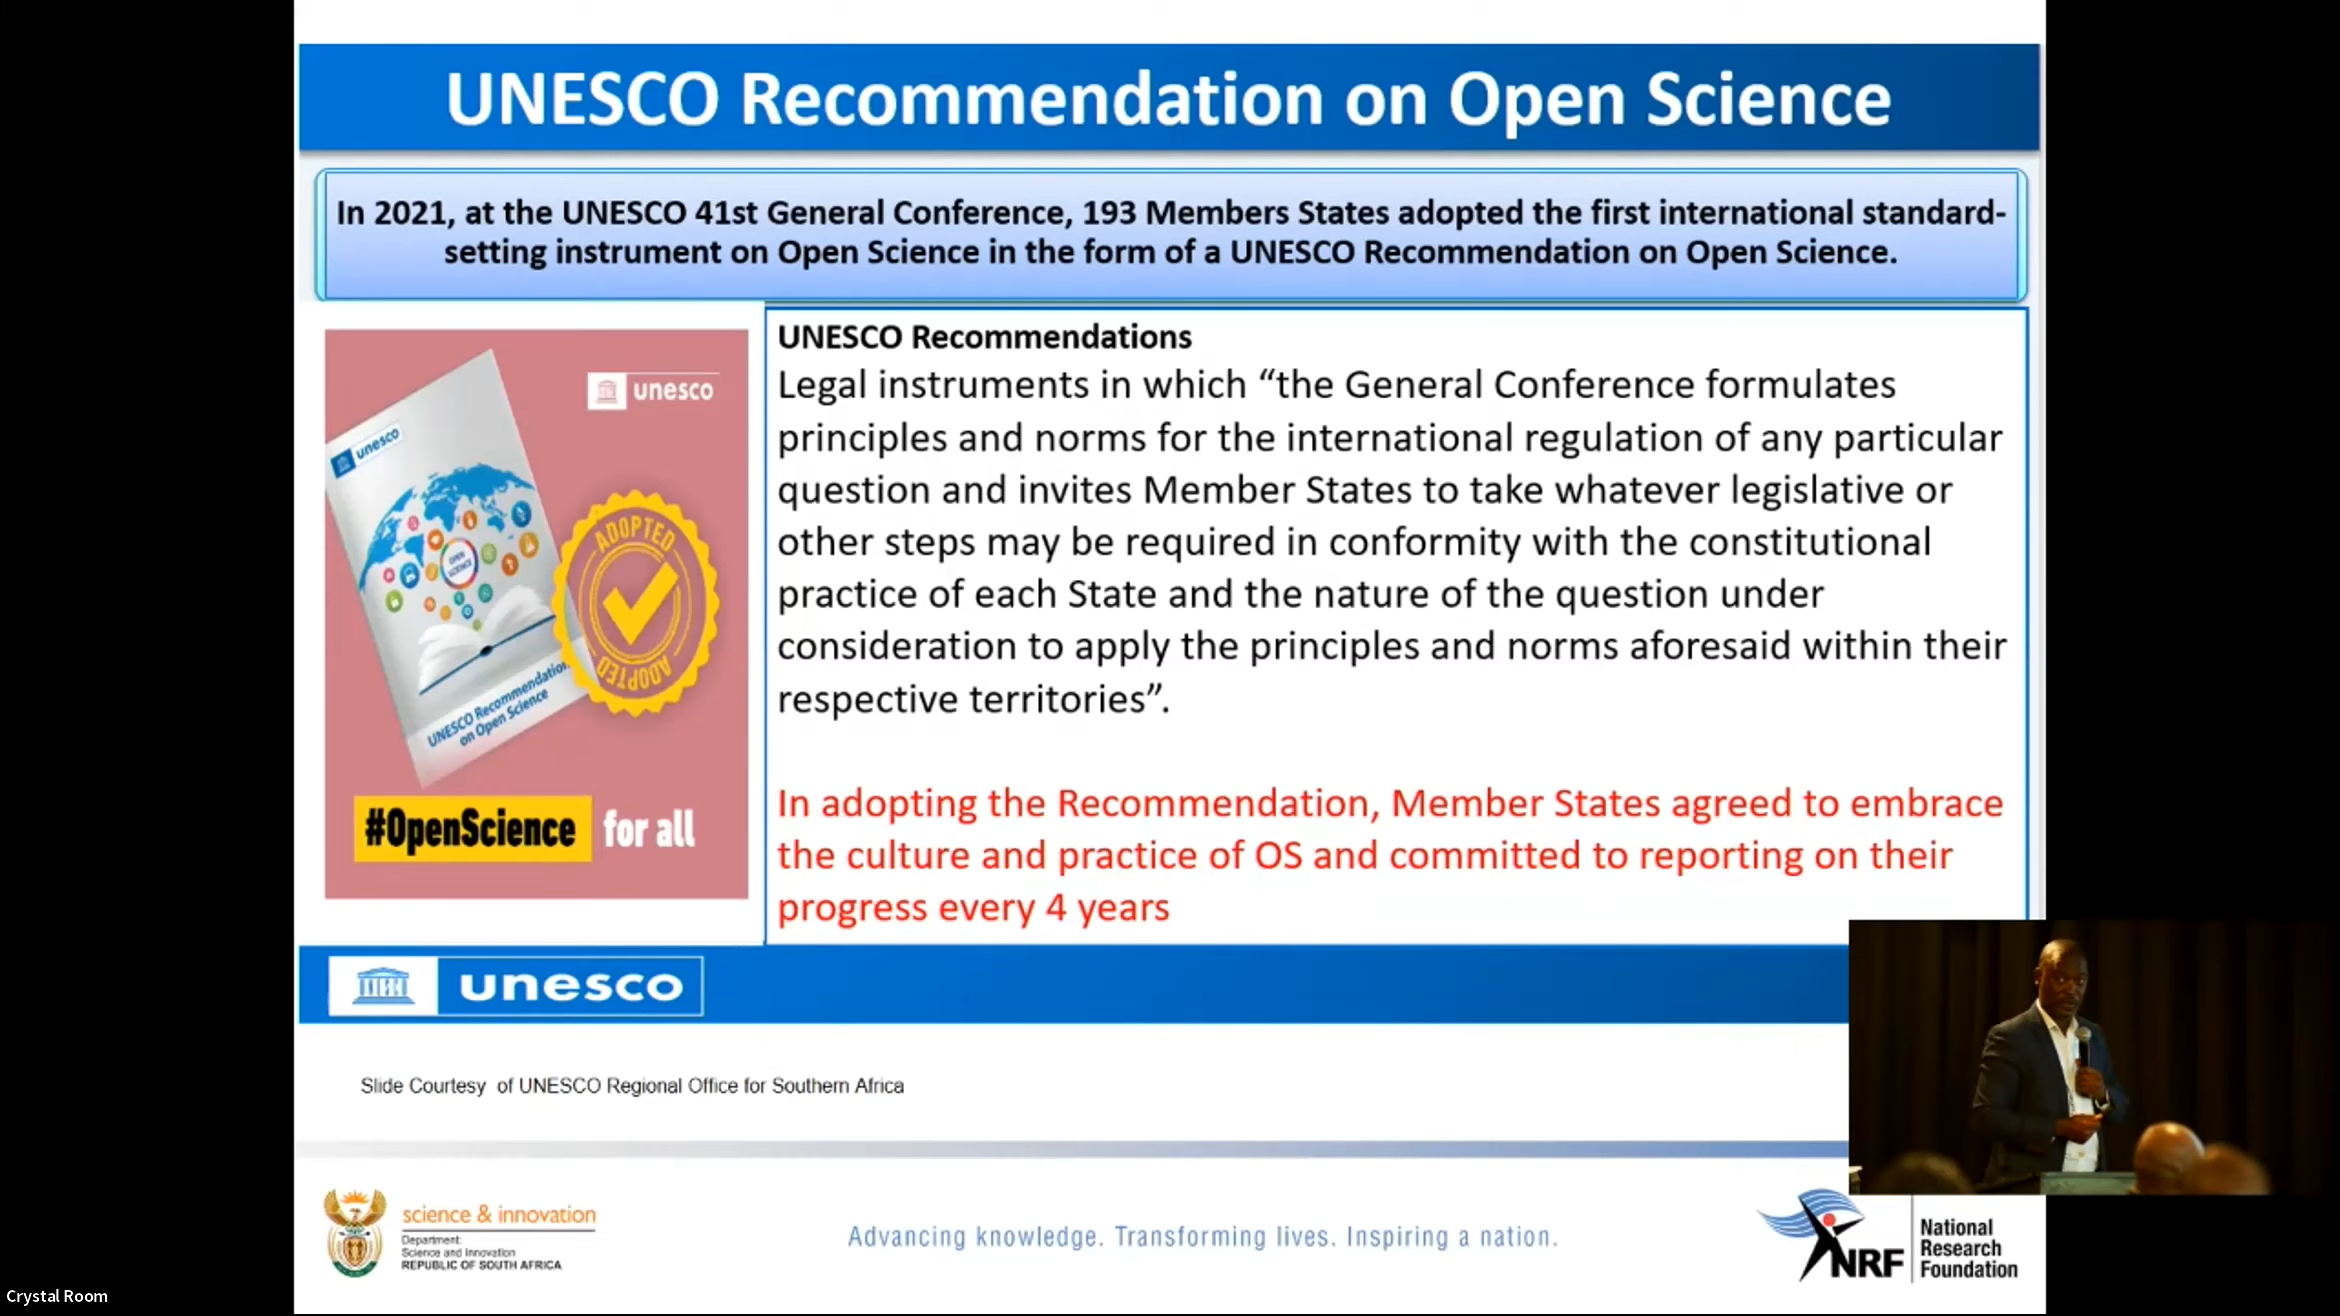 UNESCO Recommendation on Open Science
In 2021, at the UNESCO 41st General Conference, 193 Members States adopted the first international standard-
setting instrument on Open Science in the form of a UNESCO Recommendation on Open Science.
unesco
unesco
OPEN
SCIENCE
ADOPTED
ADOPTED
UNESCO Recommendation
on Open Science
#OpenScience for all
UNESCO Recommendations
Legal instruments in which “the General Conference formulates
principles and norms for the international regulation of any particular
question and invites Member States to take whatever legislative or
other steps may be required in conformity with the constitutional
practice of each State and the nature of the question under
consideration to apply the principles and norms aforesaid within their
respective territories”.
In adopting the Recommendation, Member States agreed to embrace
the culture and practice of OS and committed to reporting on their
progress every 4 years
unesco
Slide Courtesy of UNESCO Regional Office for Southern Africa
science & innovation
Department:
Science and Innovation
REPUBLIC OF SOUTH AFRICA
Advancing knowledge. Transforming lives. Inspiring a nation.
NRF
National
Research
Foundation
Crystal Room